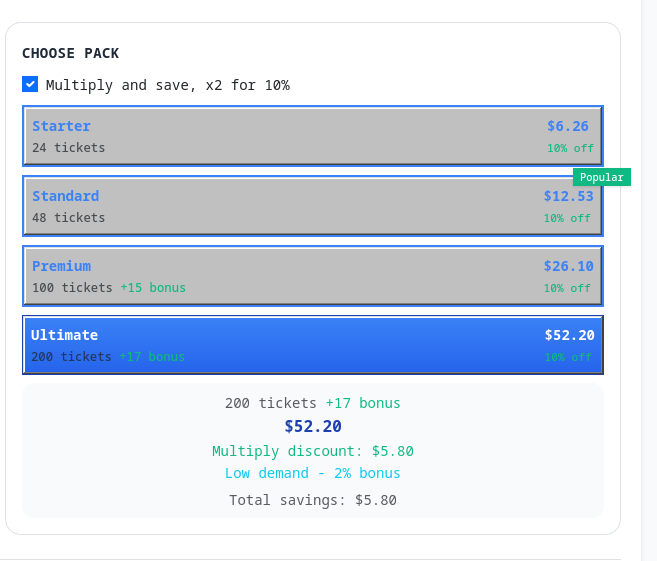 CHOOSE PACK
Multiply and save, x2 for 10%
Starter $6.26
24 tickets 10% off
Popular
Standard $12.53
48 tickets 10% off
Premium $26.10
100 tickets +15 bonus 10% off
Ultimate $52.20
200 tickets +17 bonus 10% off
200 tickets +17 bonus
$52.20
Multiply discount: $5.80
Low demand - 2% bonus
Total savings: $5.80